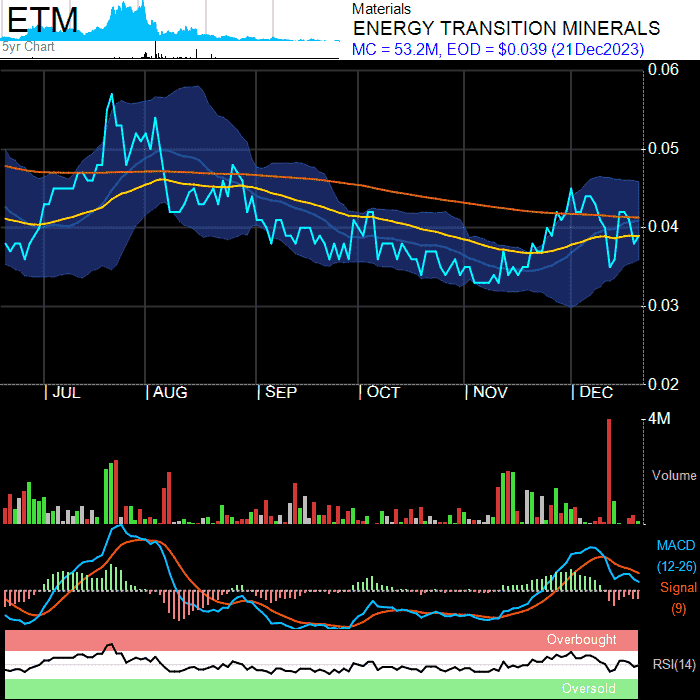 ETM
5yr Chart
Materials
ENERGY TRANSITION MINERALS
MC = 53.2M, EOD = $0.039 (21Dec2023)
0.06
0.05
0.04
0.03
0.02
JUL AUG SEP OCT NOV DEC
4M
Volume
MACD
(12-26)
Signal
(9)
Overbought
RSI(14)
Oversold